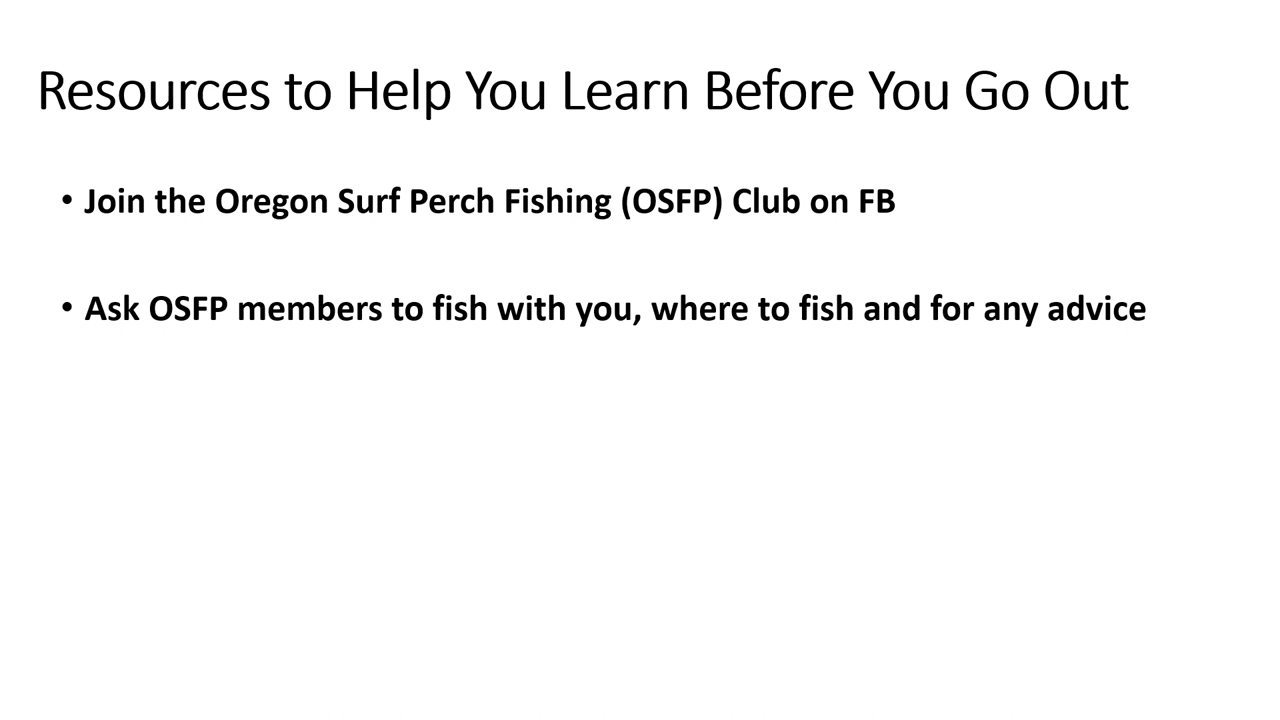 Resources to Help You Learn Before You Go Out
• Join the Oregon Surf Perch Fishing (OSFP) Club on FB
• Ask OSFP members to fish with you, where to fish and for any advice